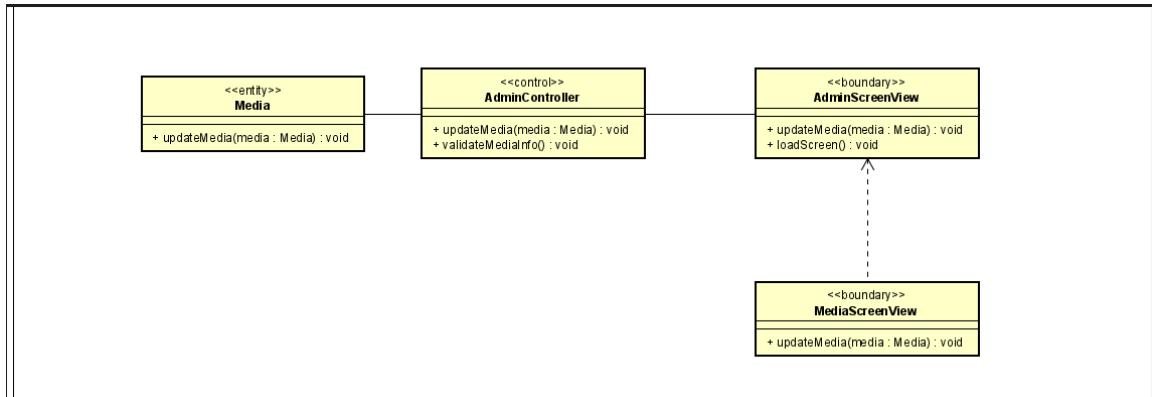 <<entity>>
Media
+ updateMedia(media : Media) : void
<<control>>
AdminController
+ updateMedia(media : Media) : void
+ validateMediaInfo() : void
<<boundary>>
AdminScreenView
+ updateMedia(media : Media) : void
+ loadScreen() : void
<<boundary>>
MediaScreenView
+ updateMedia(media : Media) : void